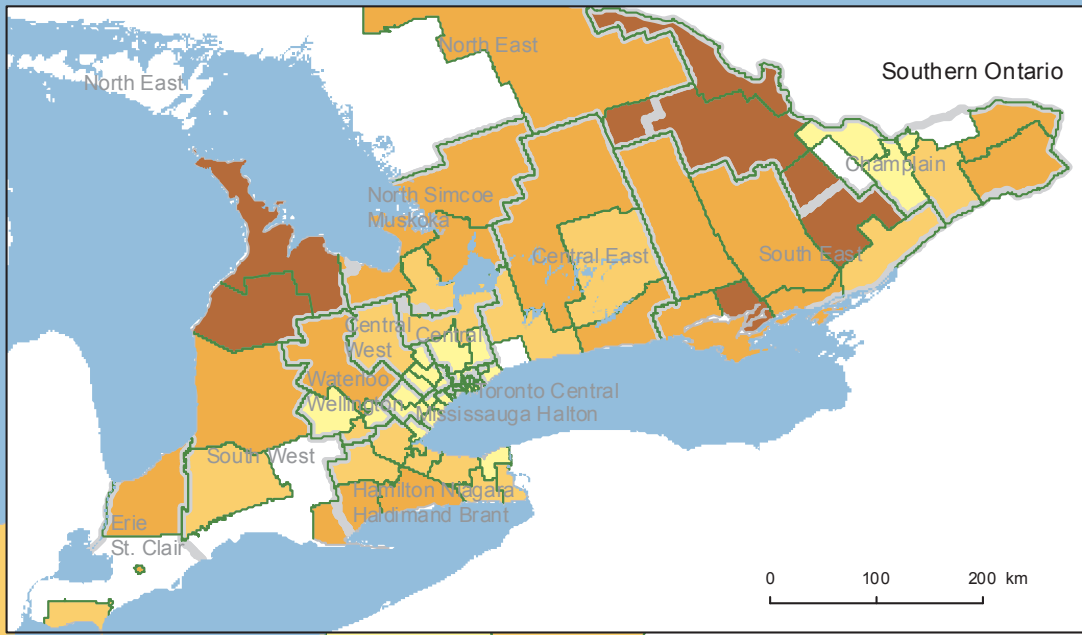 North East
North East
Southern Ontario
Champlain
North Simcoe
Muskoka
Central East
South East
Central
West
Central
Waterloo
Wellington
Toronto Central
Mississauga Halton
South West
Hamilton Niagara
Hardimand Brant
Erie
St. Clair
0 100 200 km